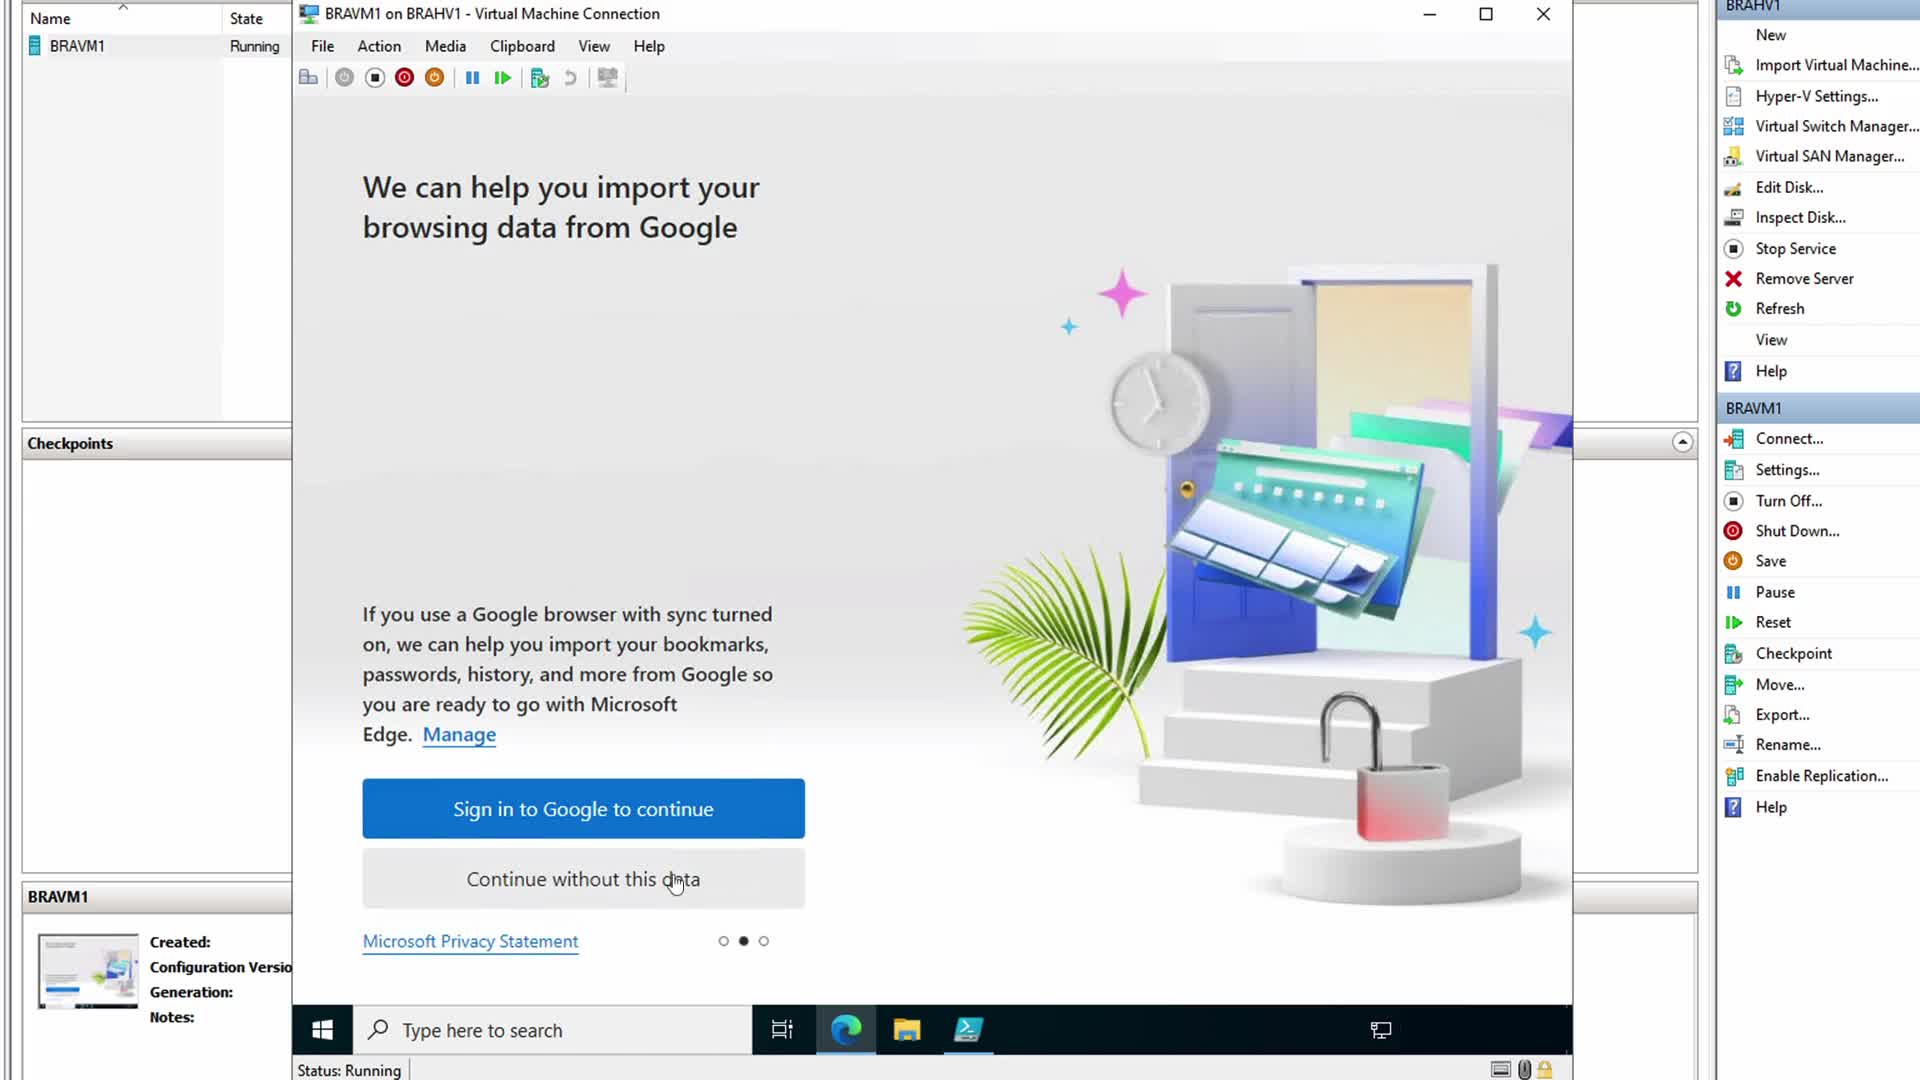 Name
State
BRAVM1
Running
Checkpoints
BRAVM1
Created:
Configuration Versio
Generation:
Notes:
BRAVM1 on BRAHV1 - Virtual Machine Connection
File Action Media Clipboard View Help
We can help you import your
browsing data from Google
If you use a Google browser with sync turned
on, we can help you import your bookmarks,
passwords, history, and more from Google so
you are ready to go with Microsoft
Edge. Manage
Sign in to Google to continue
Continue without this data
Microsoft Privacy Statement
Type here to search
Status: Running
BRAHV1
New
Import Virtual Machine...
Hyper-V Settings...
Virtual Switch Manager...
Virtual SAN Manager...
Edit Disk...
Inspect Disk...
Stop Service
Remove Server
Refresh
View
Help
BRAVM1
Connect...
Settings...
Turn Off...
Shut Down...
Save
Pause
Reset
Checkpoint
Move...
Export...
Rename...
Enable Replication...
Help